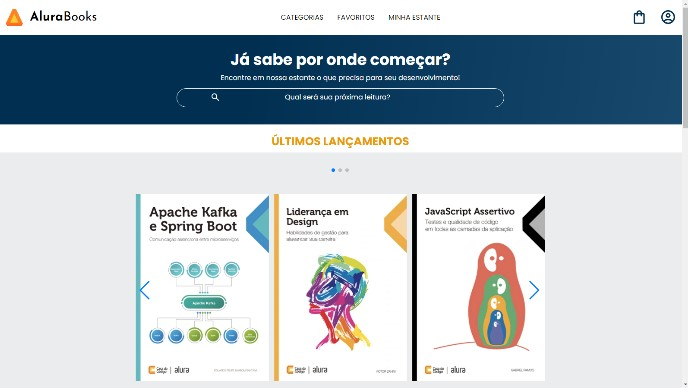 AluraBooks
CATEGORIAS FAVORITOS MINHA ESTANTE
Já sabe por onde começar?
Encontre em nossa estante o que precisa para seu desenvolvimento!
Qual será sua próxima leitura?
ÚLTIMOS LANÇAMENTOS
Apache Kafka
e Spring Boot
Comunicação assíncrona entre microsserviços
Apache Kafka
Casa do
Código
alura
Liderança em
Design
Habilidades de gestão para
alavancar sua carreira
Casa do
Código
alura
JavaScript Assertivo
Testes e qualidade de código
em todas as camadas da aplicação
Casa do
Código
alura